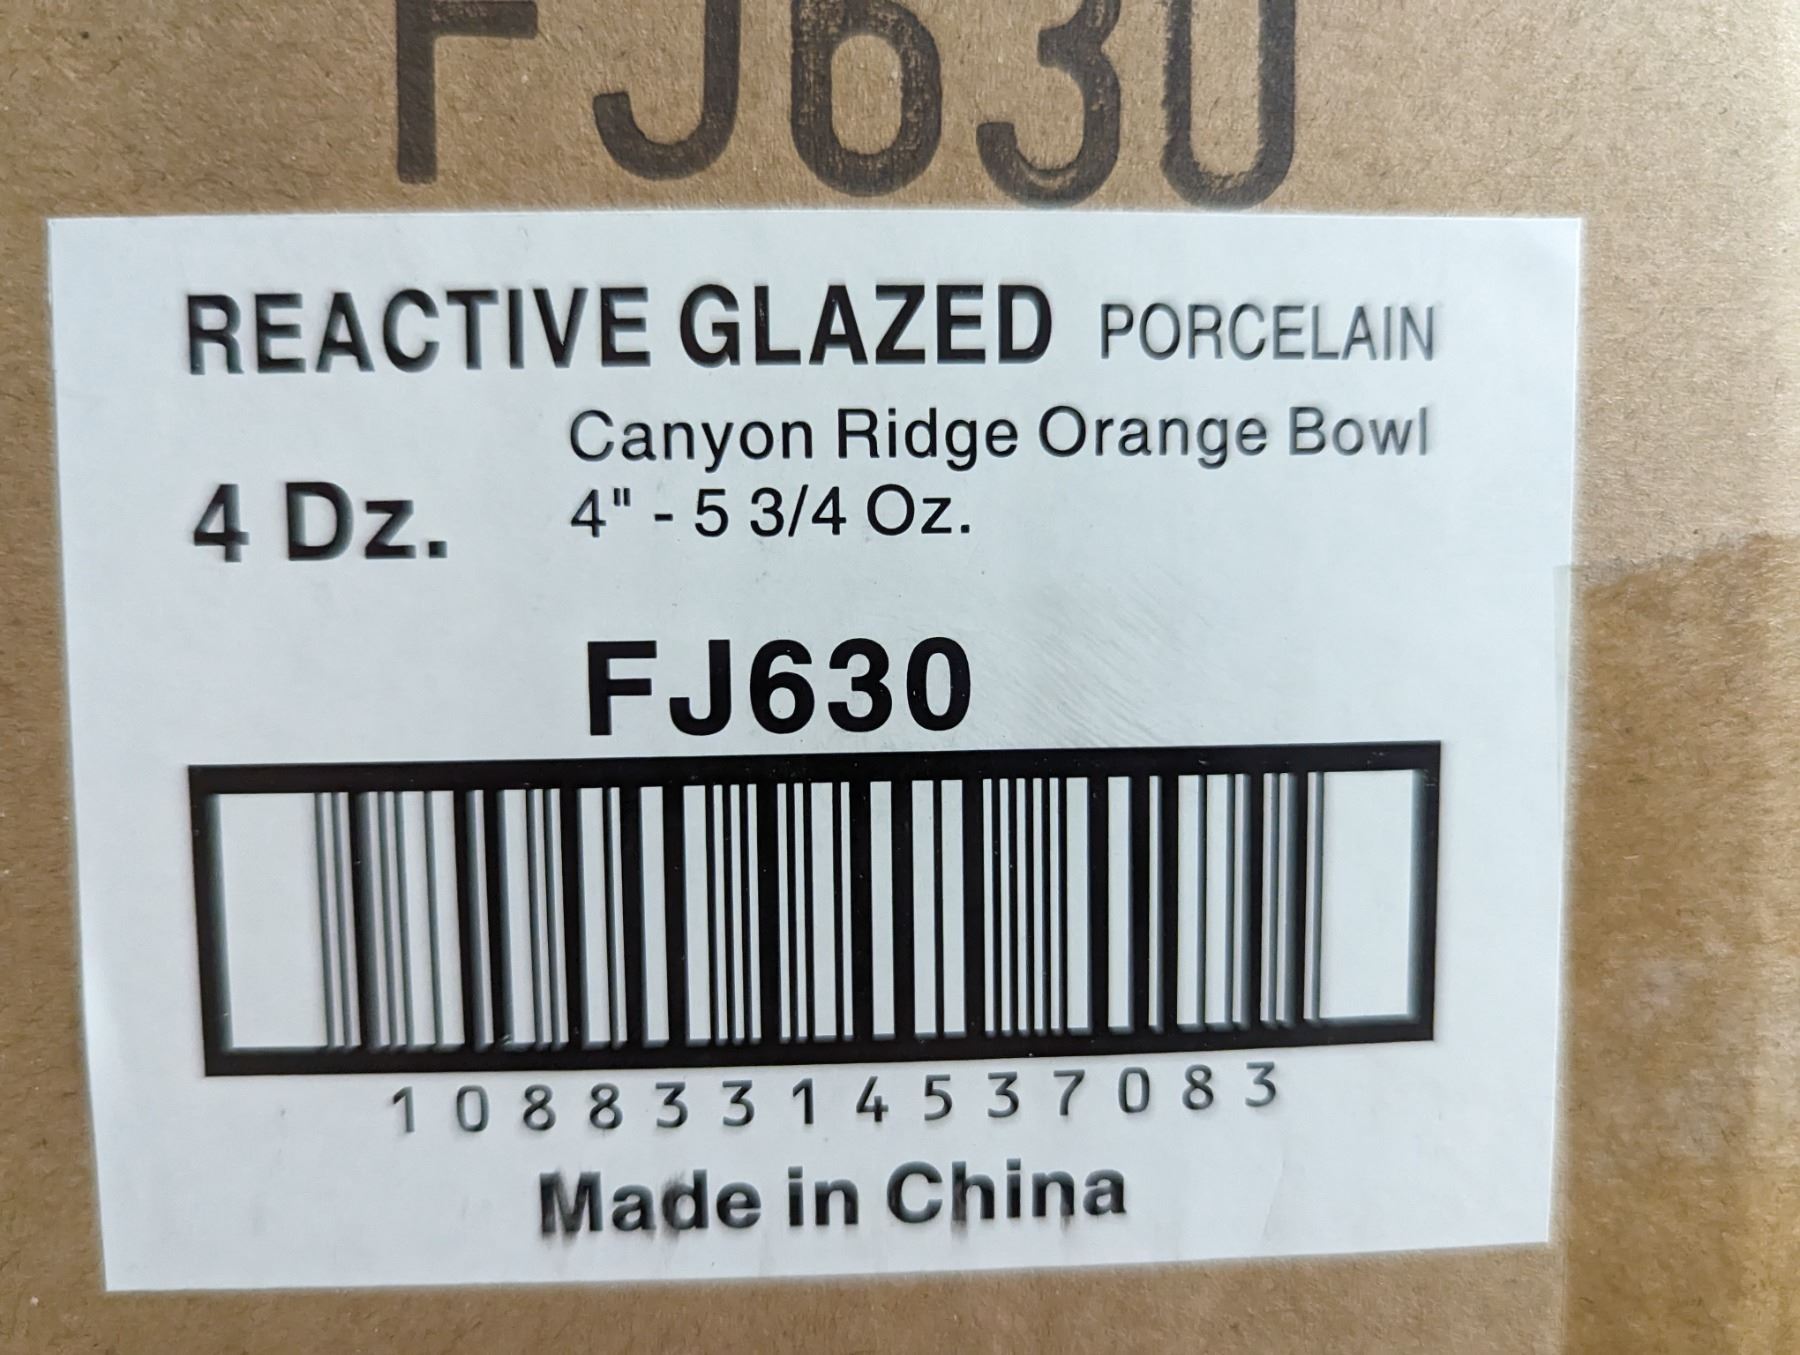 FJ630
REACTIVE GLAZED PORCELAIN
Canyon Ridge Orange Bowl
4 Dz. 4" - 5 3/4 Oz.
FJ630
10883314537083
Made in China